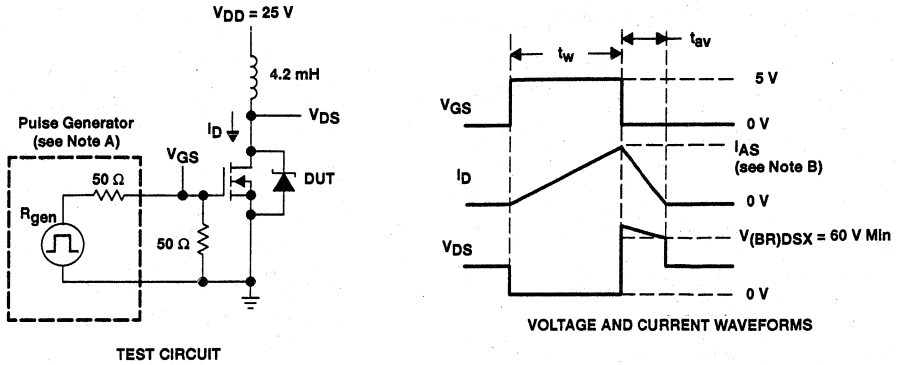 VDD = 25 V
4.2 mH
ID
VDS
Pulse Generator
(see Note A)
VGS
50 Ω
DUT
Rgen
50 Ω
TEST CIRCUIT
tw
tav
VGS
5 V
0 V
IAS
(see Note B)
ID
0 V
VDS
V(BR)DSX = 60 V Min
0 V
VOLTAGE AND CURRENT WAVEFORMS